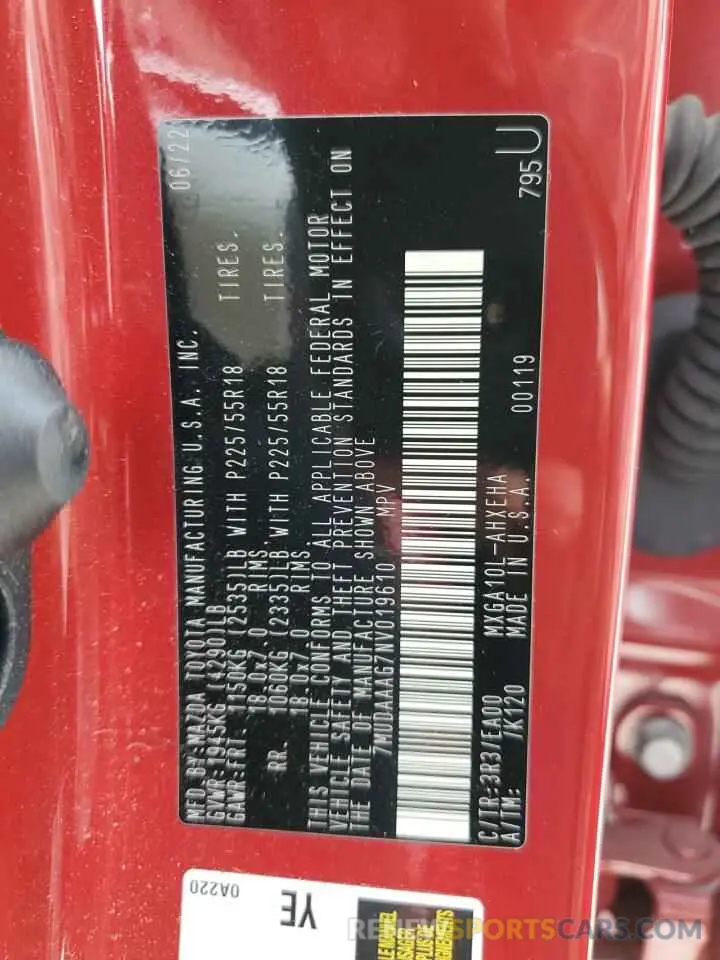 MFD. BY:MAZDA TOYOTA MANUFACTURING U.S.A. INC. 06/22
GVWR:1945KG (4290)LB
GAWR:FRT. 1150KG (2535)LB WITH P225/55R18 TIRES.
18.0x7.0 RIMS
RR. 1060KG (2335)LB WITH P225/55R18 TIRES.
18.0x7.0 RIMS
THIS VEHICLE CONFORMS TO ALL APPLICABLE FEDERAL MOTOR
VEHICLE SAFETY AND THEFT PREVENTION STANDARDS IN EFFECT ON
THE DATE OF MANUFACTURE SHOWN ABOVE
7MUDAAAG7NV019610 MPV
C/TR:3R3/EA00 MXGA10L-AHXEHA 00119 795U
A/TM: /K120 MADE IN U.S.A.
0A220
YE
RENEWSPORTSCARS.COM